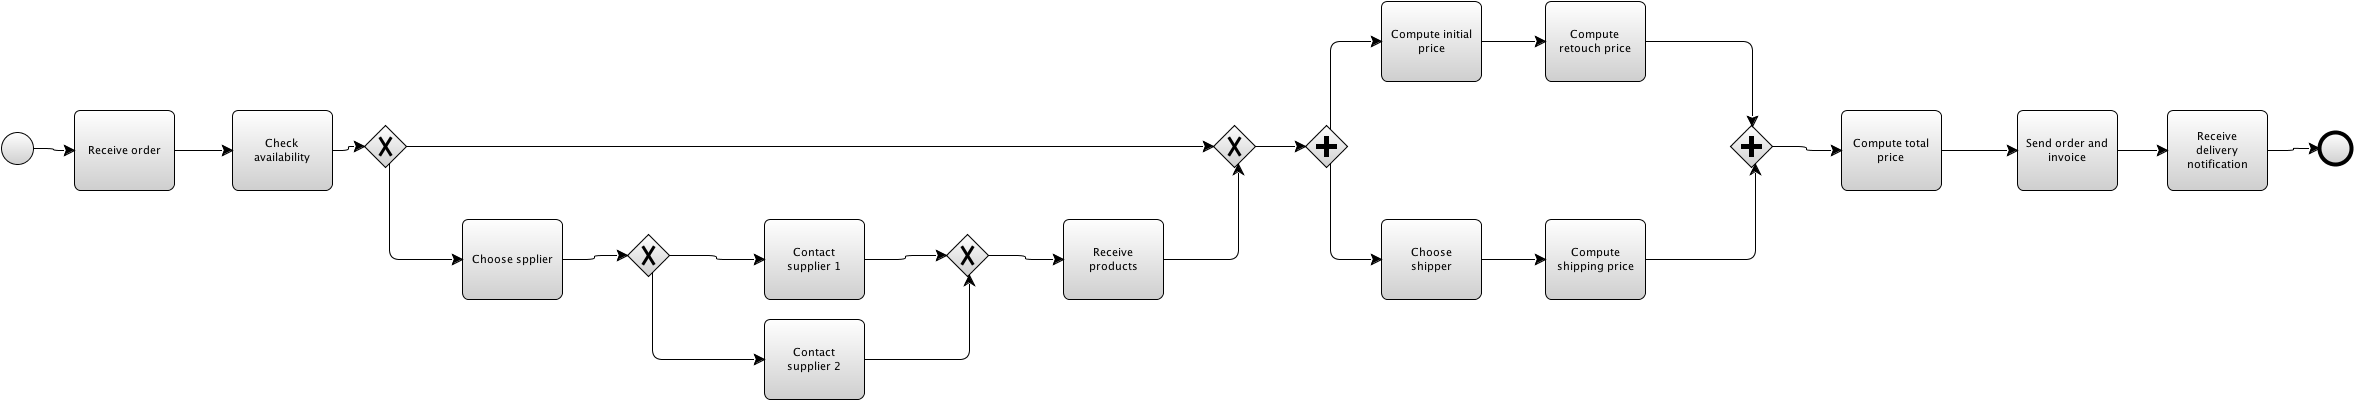 Receive order
Check
availability
Choose spplier
Contact
supplier 1
Contact
supplier 2
Receive
products
Compute initial
price
Compute
retouch price
Choose
shipper
Compute
shipping price
Compute total
price
Send order and
invoice
Receive
delivery
notification